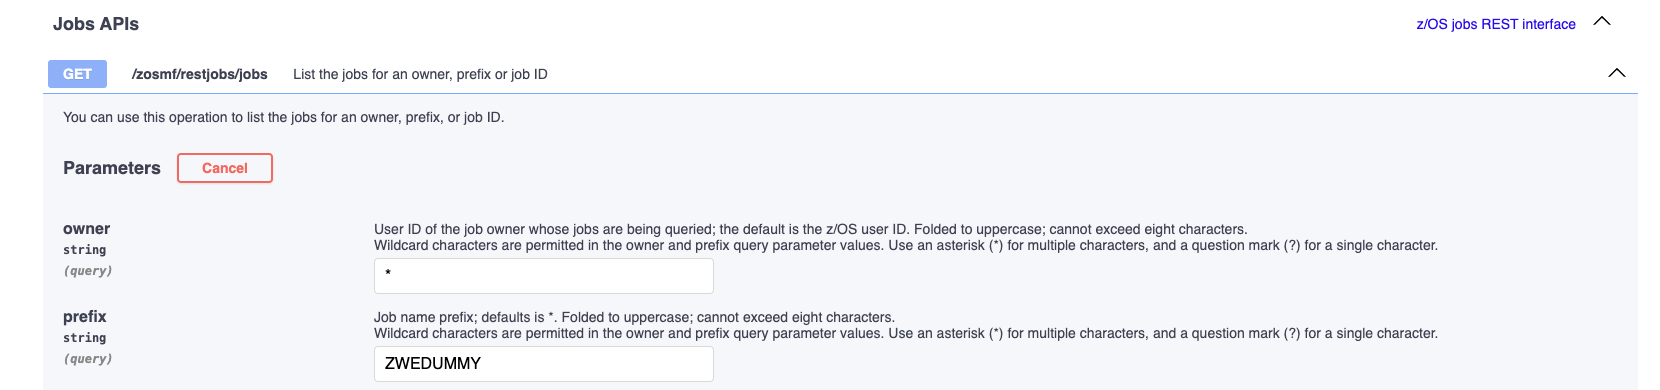 Jobs APIs
z/OS jobs REST interface
GET /zosmf/restjobs/jobs List the jobs for an owner, prefix or job ID
You can use this operation to list the jobs for an owner, prefix, or job ID.
Parameters Cancel
owner
string
(query)
User ID of the job owner whose jobs are being queried; the default is the z/OS user ID. Folded to uppercase; cannot exceed eight characters.
Wildcard characters are permitted in the owner and prefix query parameter values. Use an asterisk (*) for multiple characters, and a question mark (?) for a single character.
*
prefix
string
(query)
Job name prefix; defaults is *. Folded to uppercase; cannot exceed eight characters.
Wildcard characters are permitted in the owner and prefix query parameter values. Use an asterisk (*) for multiple characters, and a question mark (?) for a single character.
ZWEDUMMY